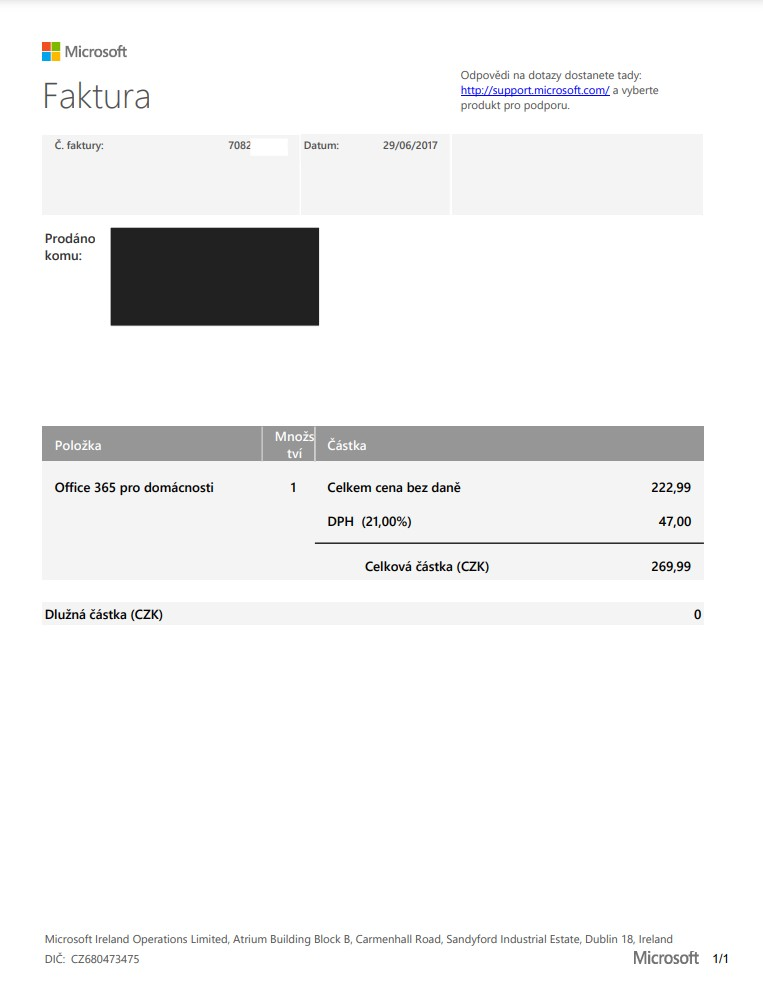 Microsoft
Faktura
Odpovědi na dotazy dostanete tady:
http://support.microsoft.com/ a vyberte
produkt pro podporu.
Č. faktury: 7082 Datum: 29/06/2017
Prodáno
komu:
Položka Množs Částka
tví
Office 365 pro domácnosti 1 Celkem cena bez daně 222,99
DPH (21,00%) 47,00
Celková částka (CZK) 269,99
Dlužná částka (CZK) 0
Microsoft Ireland Operations Limited, Atrium Building Block B, Carmenhall Road, Sandyford Industrial Estate, Dublin 18, Ireland
DIČ: CZ680473475 Microsoft 1/1